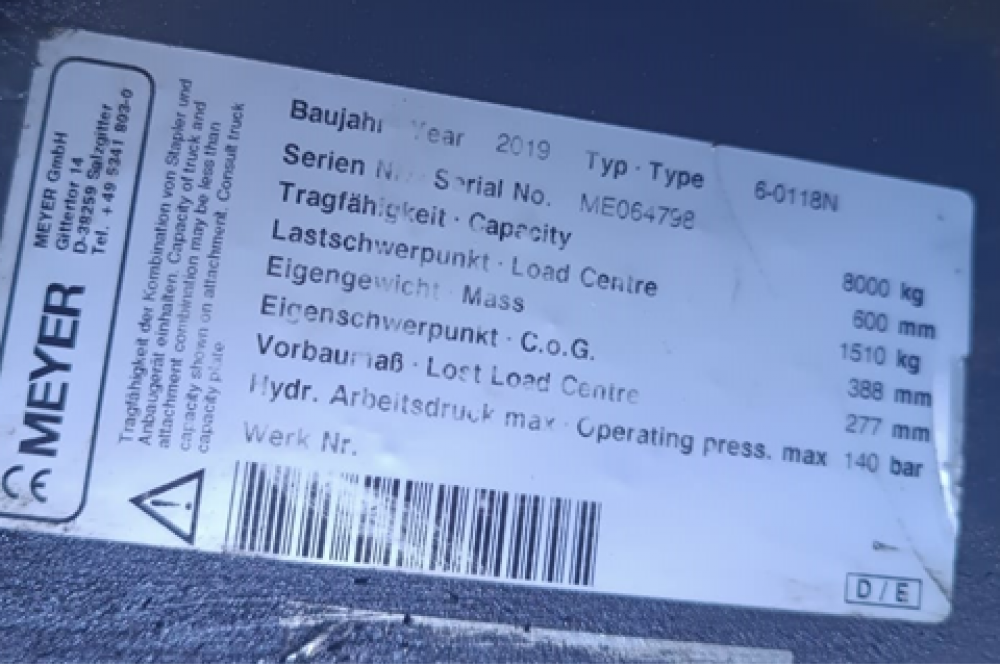 MEYER
MEYER GmbH
Gittertor 14
D-38259 Salzgitter
Tel. +49 5341 803-0
Tragfähigkeit der Kombination von Stapler und
Anbaugerät einhalten. Capacity of truck and
attachment combination may be less than
capacity shown on attachment. Consult truck
capacity plate
Baujahr · Year 2019 Typ · Type 6-0118N
Serien Nr. · Serial No. ME064798
Tragfähigkeit · Capacity 8000 kg
Lastschwerpunkt · Load Centre 600 mm
Eigengewicht · Mass 1510 kg
Eigenschwerpunkt · C.o.G. 388 mm
Vorbaumaß · Lost Load Centre 277 mm
Hydr. Arbeitsdruck max · Operating press. max 140 bar
Werk Nr.
D / E
CE